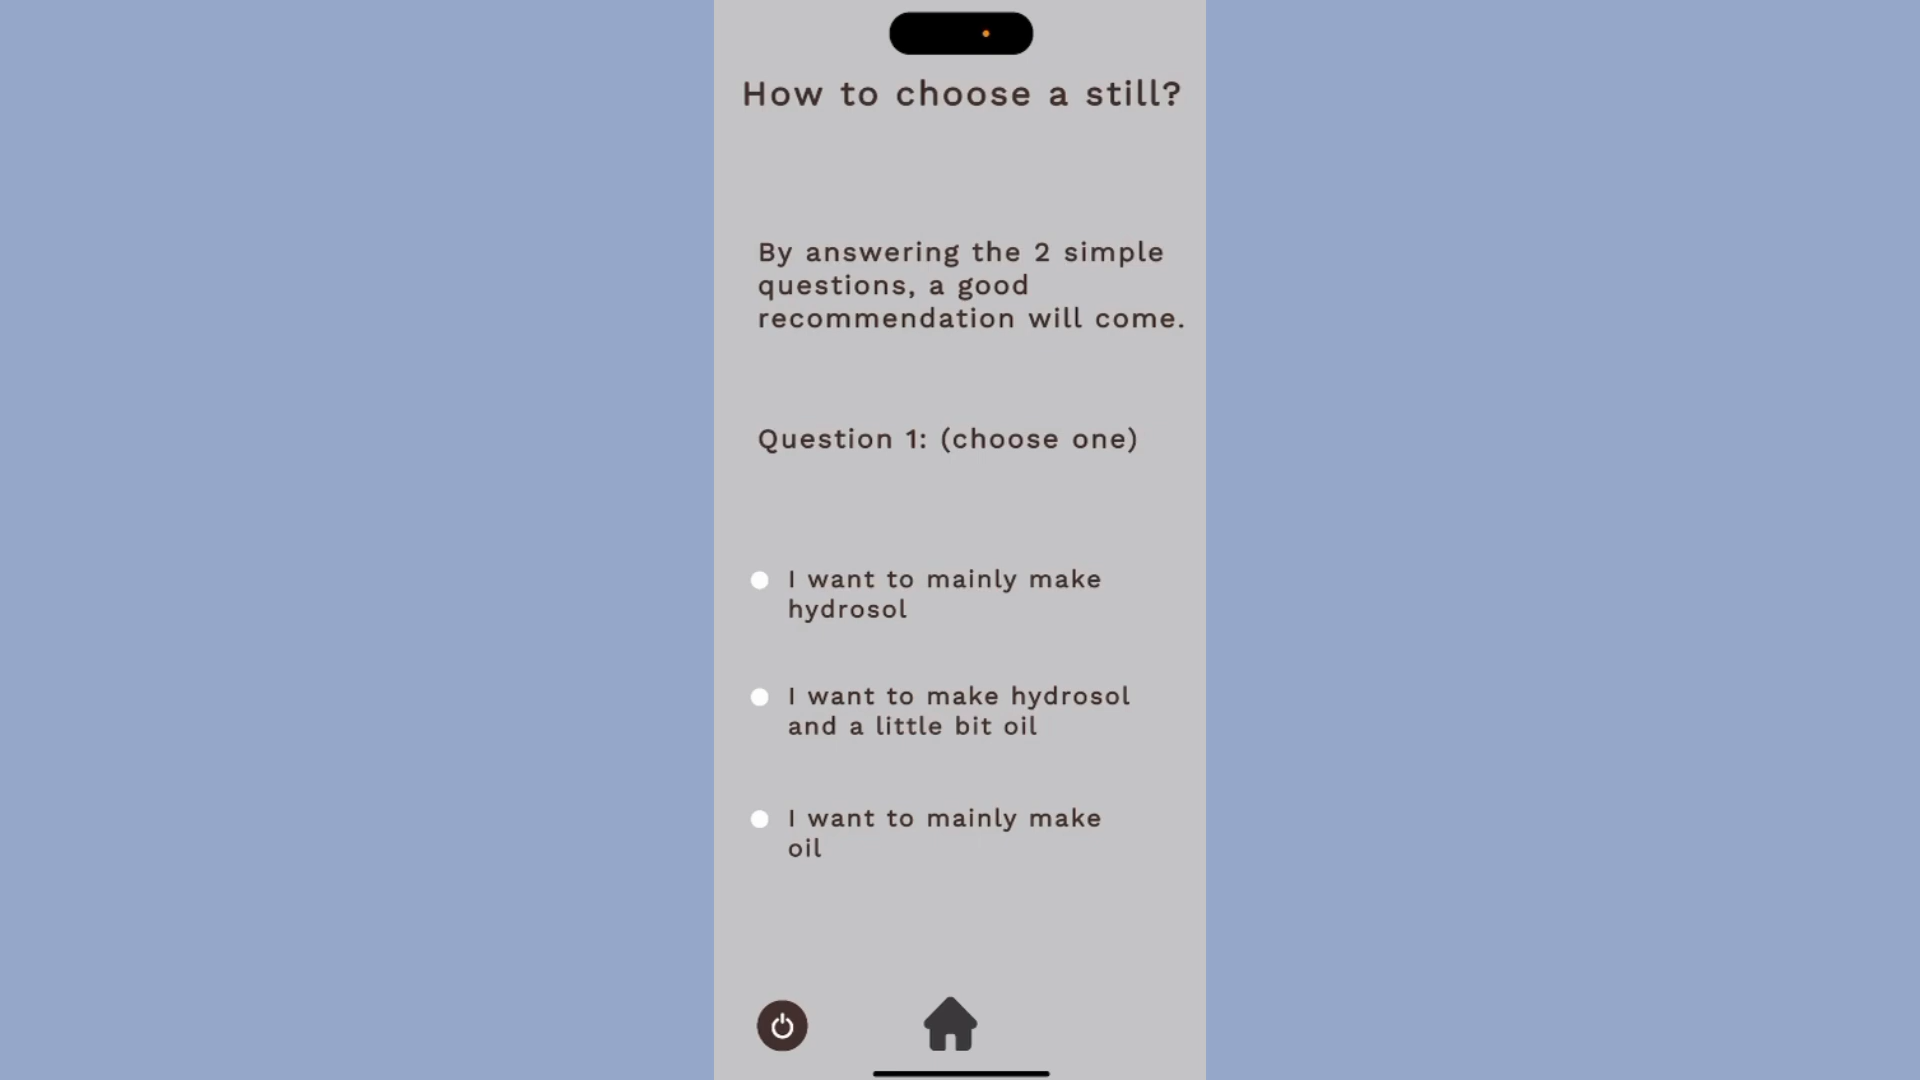 How to choose a still?
By answering the 2 simple
questions, a good
recommendation will come.
Question 1: (choose one)
I want to mainly make
hydrosol
I want to make hydrosol
and a little bit oil
I want to mainly make
oil